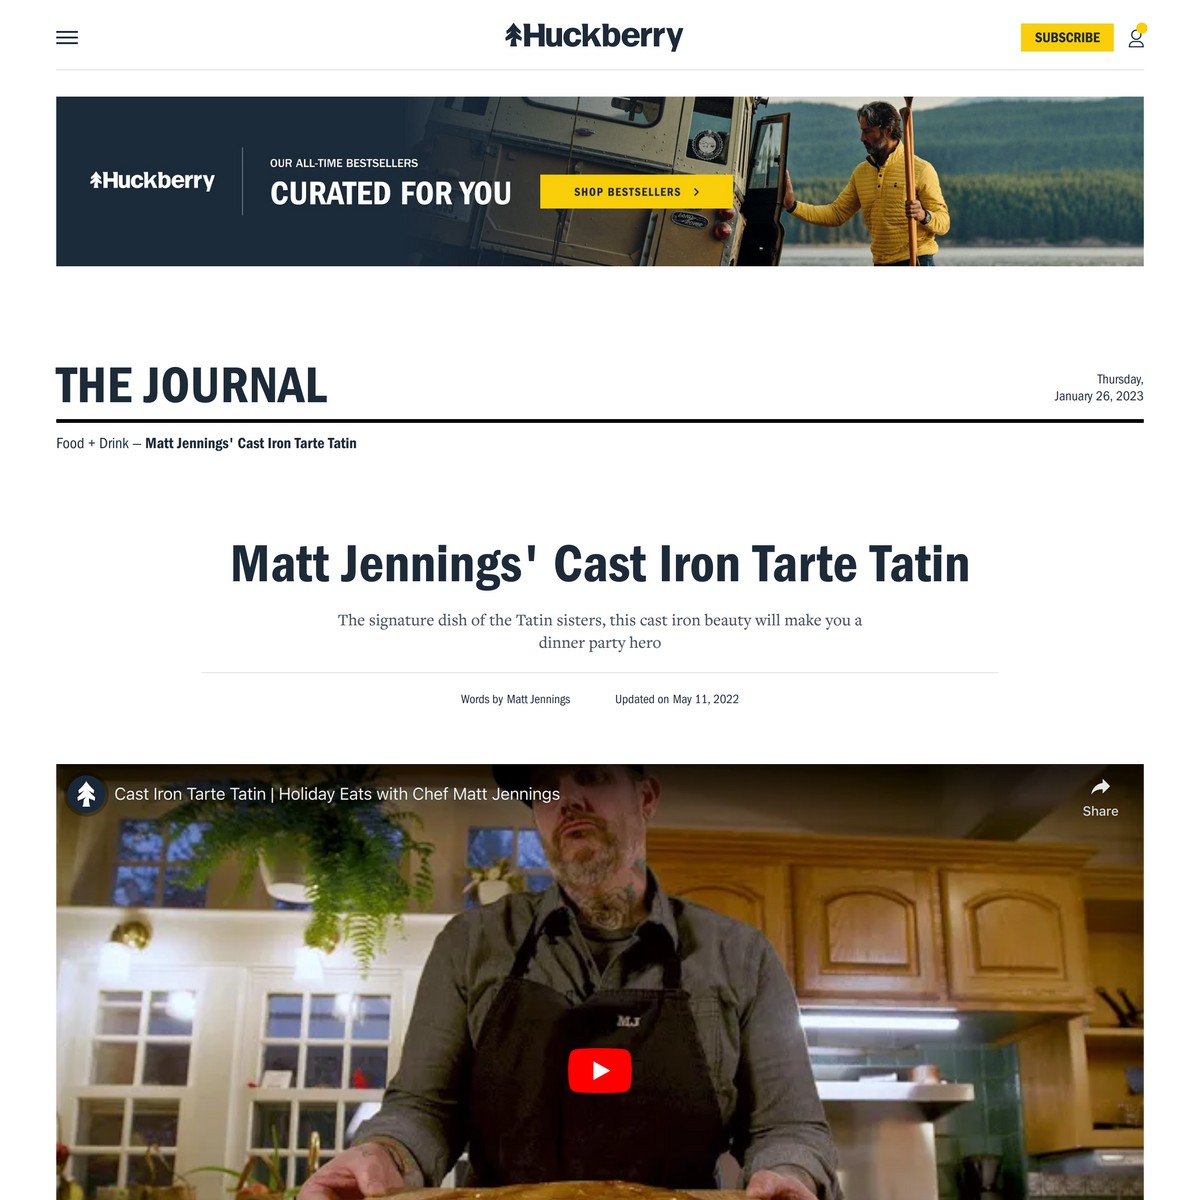 Huckberry
SUBSCRIBE
Huckberry
OUR ALL-TIME BESTSELLERS
CURATED FOR YOU
SHOP BESTSELLERS
THE JOURNAL
Thursday,
January 26, 2023
Food + Drink — Matt Jennings' Cast Iron Tarte Tatin
Matt Jennings' Cast Iron Tarte Tatin
The signature dish of the Tatin sisters, this cast iron beauty will make you a
dinner party hero
Words by Matt Jennings
Updated on May 11, 2022
Cast Iron Tarte Tatin | Holiday Eats with Chef Matt Jennings
Share
MJ